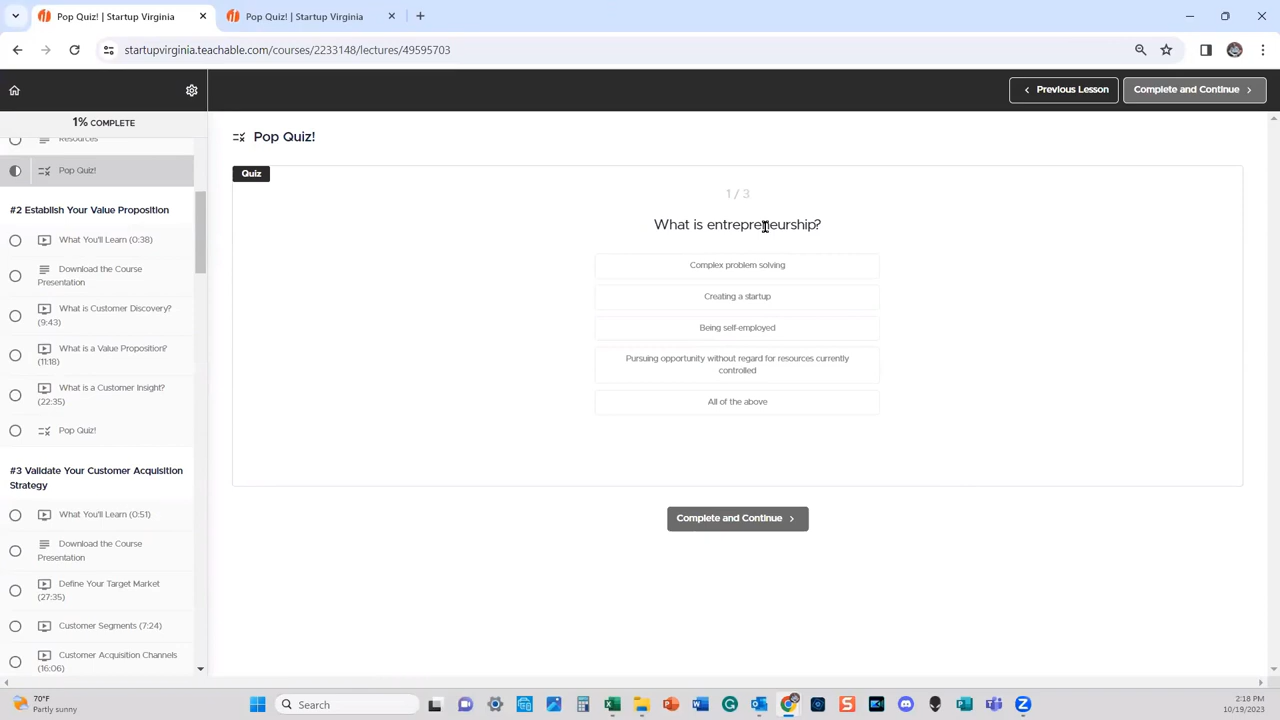 Pop Quiz! | Startup Virginia
Pop Quiz! | Startup Virginia
startupvirginia.teachable.com/courses/2233148/lectures/49595703
Previous Lesson
Complete and Continue
1% COMPLETE
Resources
Pop Quiz!
#2 Establish Your Value Proposition
What You'll Learn (0:38)
Download the Course
Presentation
What is Customer Discovery?
(9:43)
What is a Value Proposition?
(11:18)
What is a Customer Insight?
(22:35)
Pop Quiz!
#3 Validate Your Customer Acquisition
Strategy
What You'll Learn (0:51)
Download the Course
Presentation
Define Your Target Market
(27:35)
Customer Segments (7:24)
Customer Acquisition Channels
(16:06)
Pop Quiz!
Quiz
1 / 3
What is entrepreneurship?
Complex problem solving
Creating a startup
Being self-employed
Pursuing opportunity without regard for resources currently
controlled
All of the above
Complete and Continue
70°F
Partly sunny
Search
2:18 PM
10/19/2023